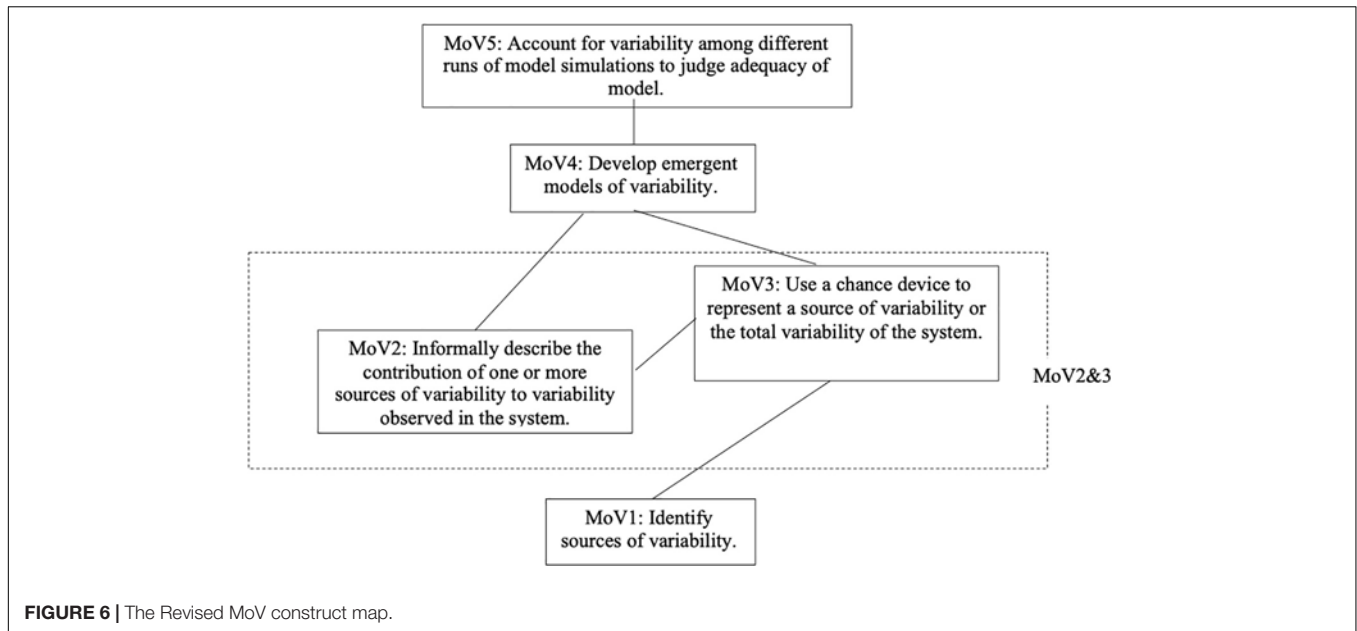 MoV5: Account for variability among different
runs of model simulations to judge adequacy of
model.
MoV4: Develop emergent
models of variability.
MoV3: Use a chance device to
represent a source of variability or
the total variability of the system.
MoV2: Informally describe the
contribution of one or more
sources of variability to variability
observed in the system.
MoV2&3
MoV1: Identify
sources of variability.
FIGURE 6 | The Revised MoV construct map.